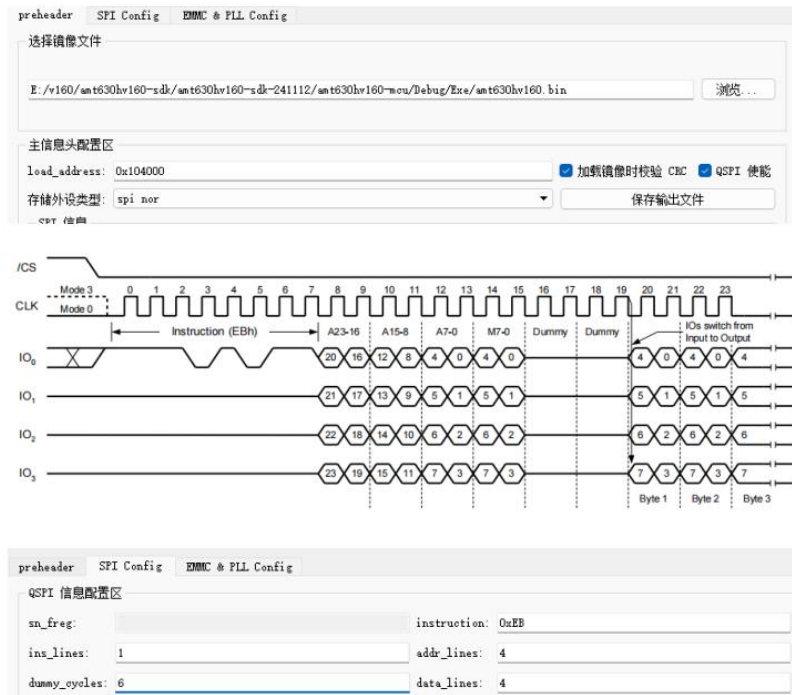 preheader SPI Config EMMC & PLL Config
选择镜像文件
E:/v160/amt630hv160-sdk/amt630hv160-sdk-241112/amt630hv160-mcu/Debug/Exe/amt630hv160.bin 浏览...
主信息头配置区
load_address: 0x104000 加载镜像时校验 CRC QSPI 使能
存储外设类型: spi nor 保存输出文件
SPI 信息
/CS
Mode 3 0 1 2 3 4 5 6 7 8 9 10 11 12 13 14 15 16 17 18 19 20 21 22 23
CLK Mode 0
Instruction (EBh) A23-16 A15-8 A7-0 M7-0 Dummy Dummy IOs switch from
Input to Output
IO0 20 16 12 8 4 0 4 0 4 0 4 0 4
IO1 21 17 13 9 5 1 5 1 5 1 5 1 5
IO2 22 18 14 10 6 2 6 2 6 2 6 2 6
IO3 23 19 15 11 7 3 7 3 7 3 7 3 7
Byte 1 Byte 2 Byte 3
preheader SPI Config EMMC & PLL Config
QSPI 信息配置区
sn_freg: instruction: 0xEB
ins_lines: 1 addr_lines: 4
dummy_cycles: 6 data_lines: 4